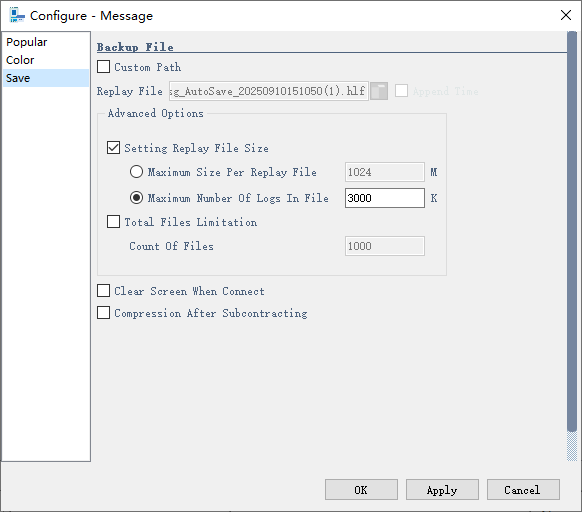 Configure - Message
Popular
Color
Save
Backup File
Custom Path
Replay File
sg_AutoSave_20250910151050(1).hlf
Append Time
Advanced Options
Setting Replay File Size
Maximum Size Per Replay File 1024 M
Maximum Number Of Logs In File 3000 K
Total Files Limitation
Count Of Files 1000
Clear Screen When Connect
Compression After Subcontracting
OK Apply Cancel